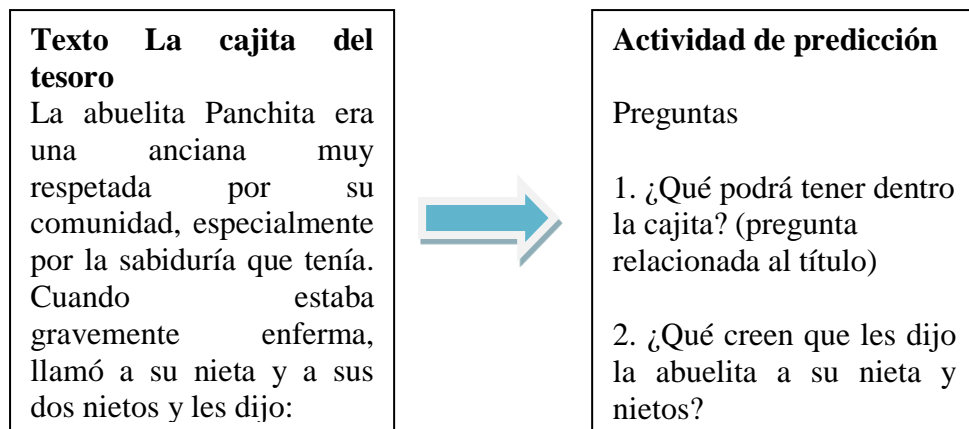 Texto La cajita del
tesoro
La abuelita Panchita era
una anciana muy
respetada por su
comunidad, especialmente
por la sabiduría que tenía.
Cuando estaba
gravemente enferma,
llamó a su nieta y a sus
dos nietos y les dijo:
Actividad de predicción
Preguntas
1. ¿Qué podrá tener dentro
la cajita? (pregunta
relacionada al título)
2. ¿Qué creen que les dijo
la abuelita a su nieta y
nietos?